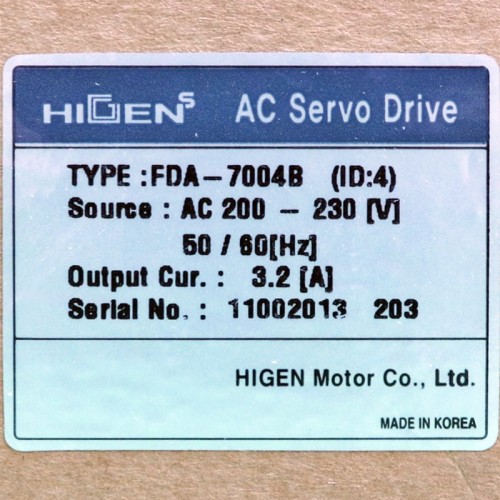 HIGEN S AC Servo Drive
TYPE : FDA-7004B (ID:4)
Source : AC 200 - 230 [V]
50 / 60[Hz]
Output Cur. : 3.2 [A]
Serial No. : 11002013 203
HIGEN Motor Co., Ltd.
MADE IN KOREA